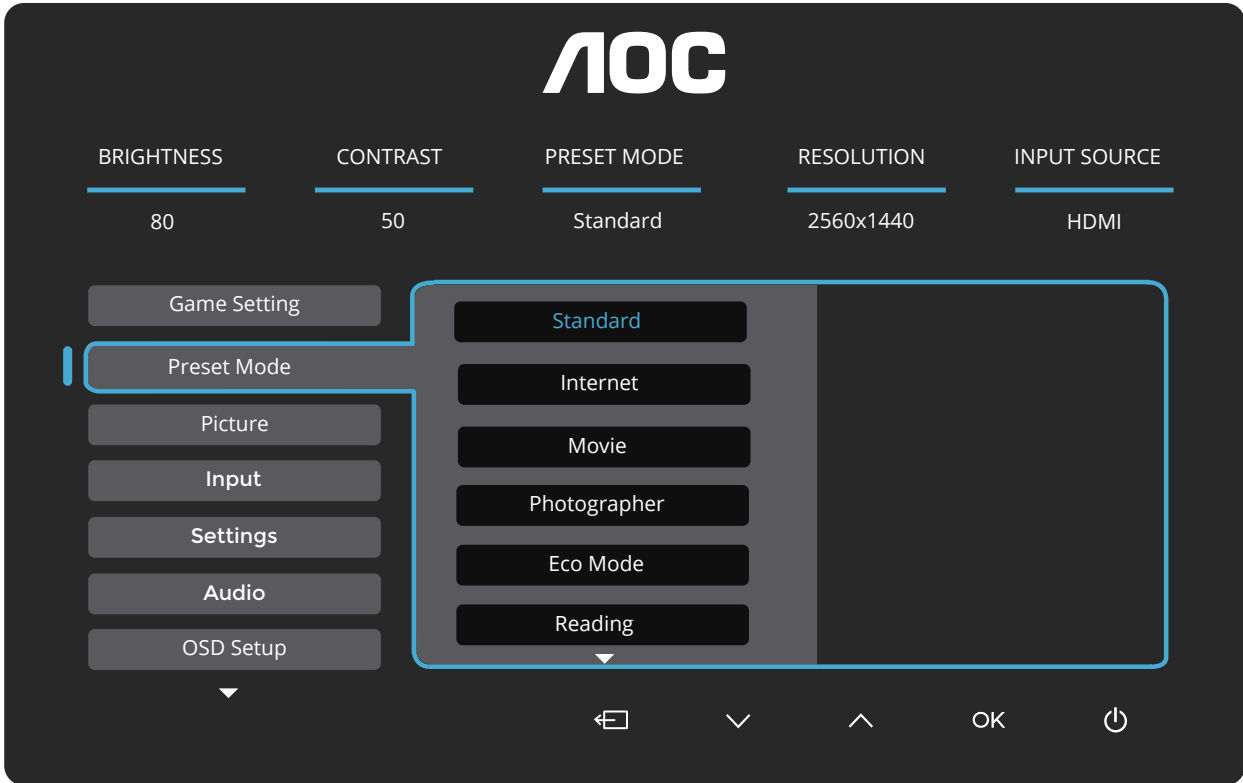 AOC
BRIGHTNESS CONTRAST PRESET MODE RESOLUTION INPUT SOURCE
80 50 Standard 2560x1440 HDMI
Game Setting
Preset Mode
Picture
Input
Settings
Audio
OSD Setup
Standard
Internet
Movie
Photographer
Eco Mode
Reading
OK